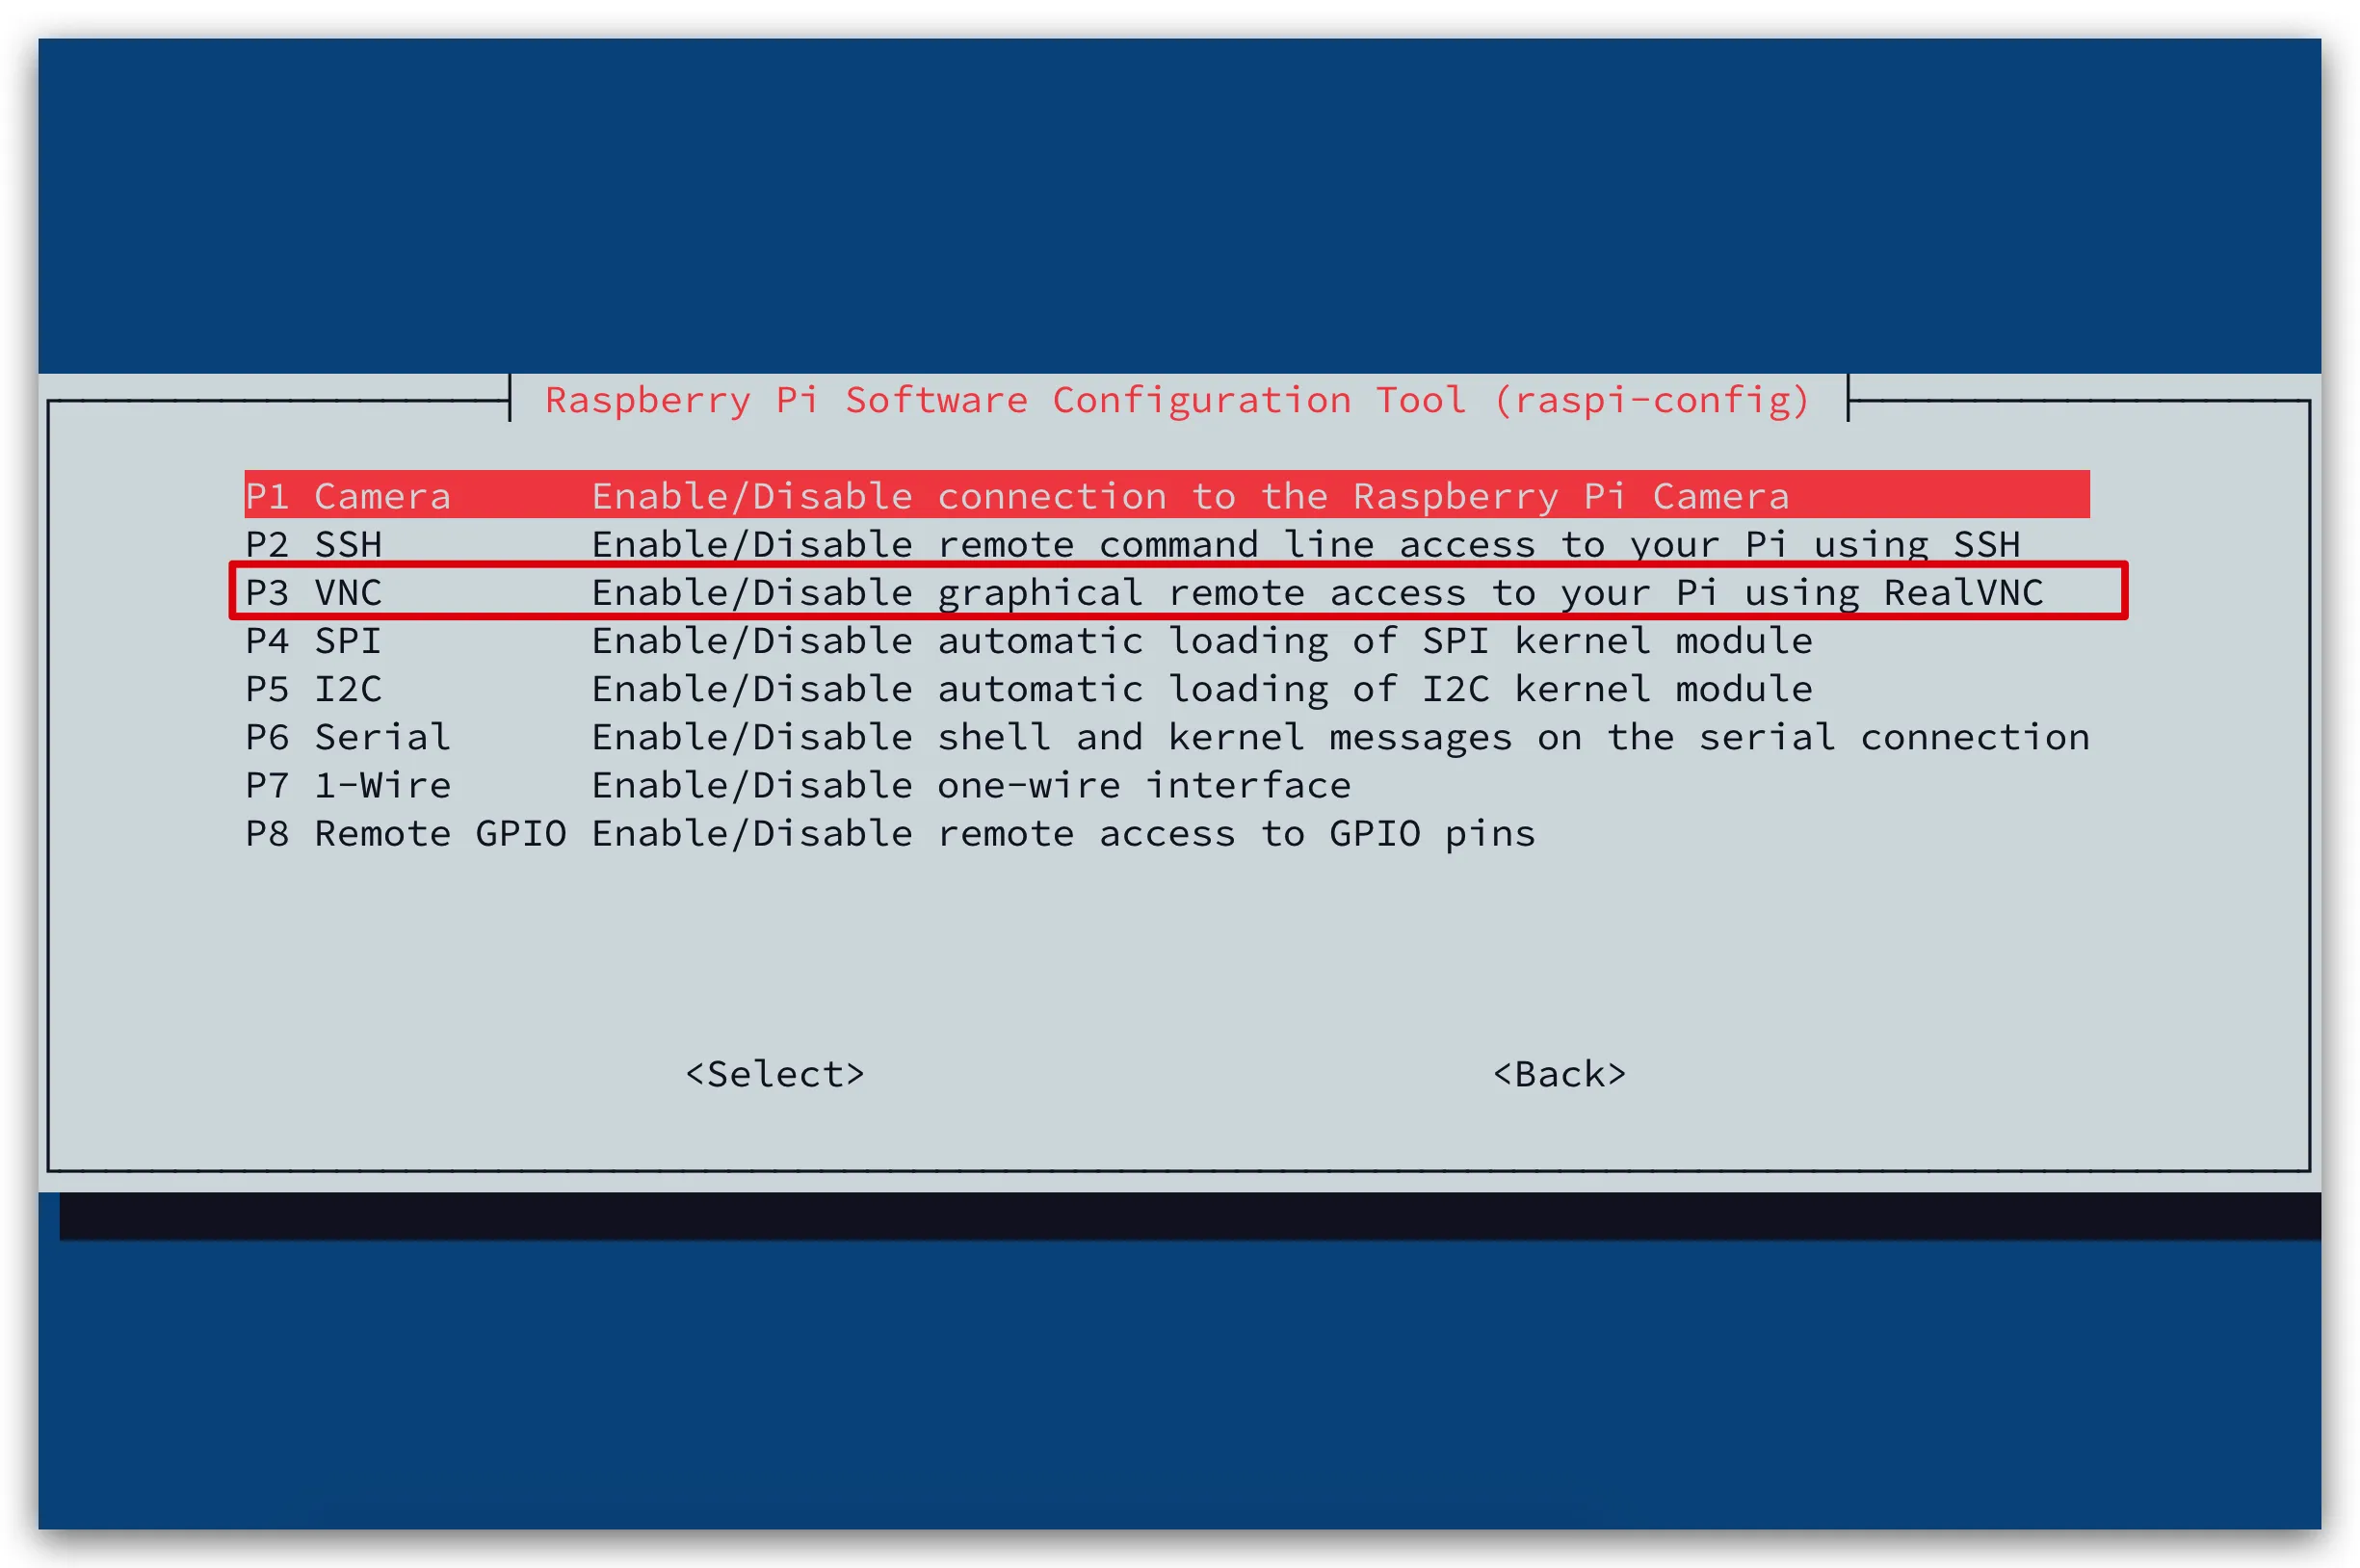 Raspberry Pi Software Configuration Tool (raspi-config)
P1 Camera Enable/Disable connection to the Raspberry Pi Camera
P2 SSH Enable/Disable remote command line access to your Pi using SSH
P3 VNC Enable/Disable graphical remote access to your Pi using RealVNC
P4 SPI Enable/Disable automatic loading of SPI kernel module
P5 I2C Enable/Disable automatic loading of I2C kernel module
P6 Serial Enable/Disable shell and kernel messages on the serial connection
P7 1-Wire Enable/Disable one-wire interface
P8 Remote GPIO Enable/Disable remote access to GPIO pins
<Select> <Back>